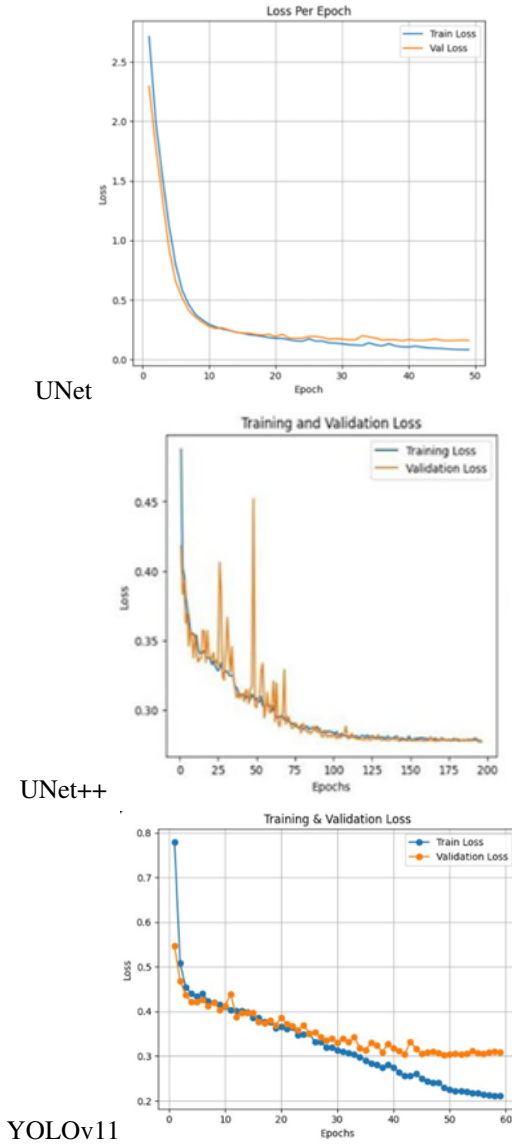 Loss Per Epoch
Train Loss
Val Loss
2.5
2.0
1.5
1.0
0.5
0.0
Loss
0 10 20 30 40 50
Epoch
UNet
Training and Validation Loss
Training Loss
Validation Loss
0.45
0.40
0.35
0.30
Loss
0 25 50 75 100 125 150 175 200
Epochs
UNet++
Training & Validation Loss
Train Loss
Validation Loss
0.8
0.7
0.6
0.5
0.4
0.3
0.2
Loss
0 10 20 30 40 50 60
Epochs
YOLOv11